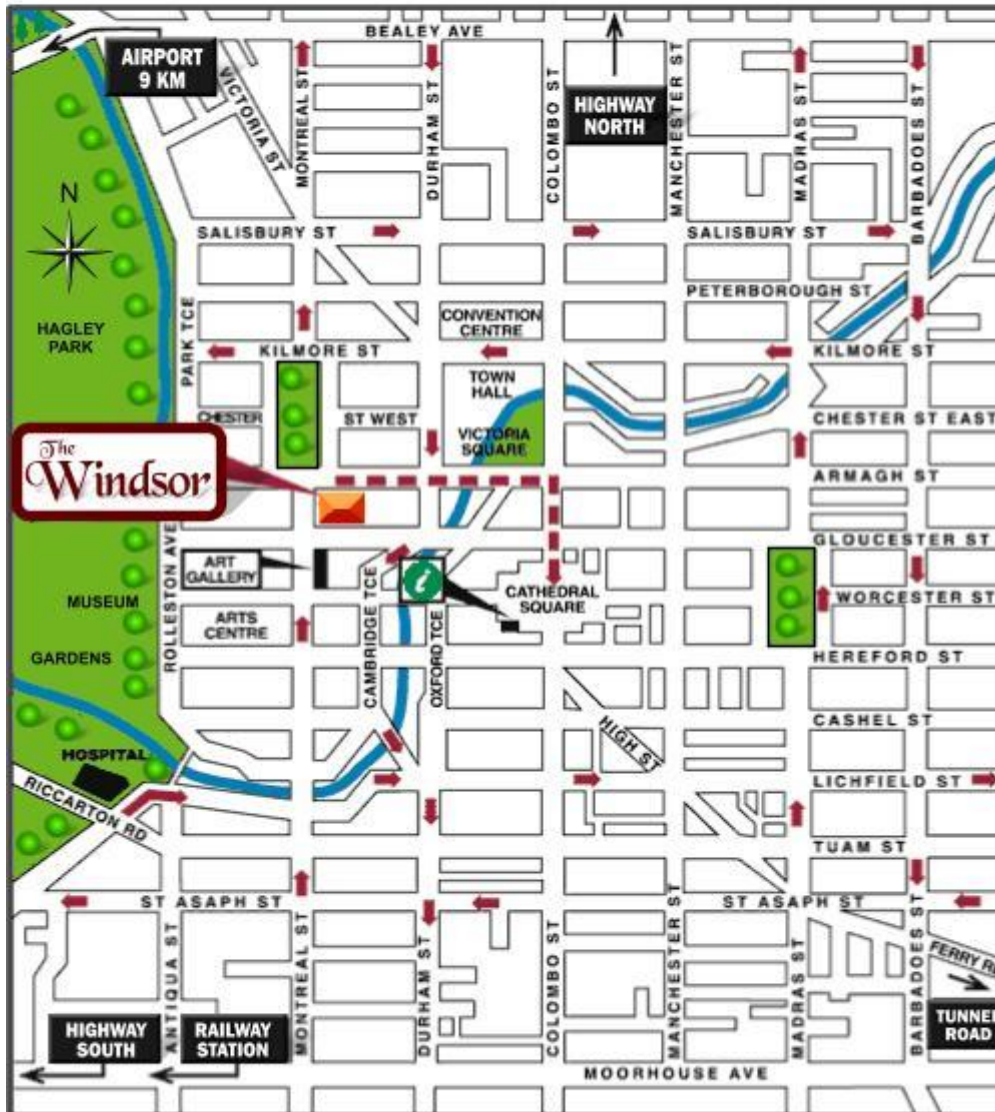 BEALEY AVE
AIRPORT
9 KM
VICTORIA ST
MONTREAL ST
DURHAM ST
COLOMBO ST
HIGHWAY
NORTH
MANCHESTER ST
MADRAS ST
BARBADOES ST
N
SALISBURY ST
SALISBURY ST
PETERBOROUGH ST
HAGLEY
PARK
PARK TCE
CONVENTION
CENTRE
KILMORE ST
KILMORE ST
TOWN
HALL
CHESTER
ST WEST
CHESTER ST EAST
VICTORIA
SQUARE
The
Windsor
ARMAGH ST
GLOUCESTER ST
ROLLESTON AVE
ART
GALLERY
CAMBRIDGE TCE
i
OXFORD TCE
CATHEDRAL
SQUARE
MUSEUM
WORCESTER ST
ARTS
CENTRE
GARDENS
HEREFORD ST
CASHEL ST
HIGH ST
HOSPITAL
LICHFIELD ST
RICCARTON RD
TUAM ST
ST ASAPH ST
ST ASAPH ST
ANTIQUA ST
MONTREAL ST
DURHAM ST
COLOMBO ST
MANCHESTER ST
MADRAS ST
BARBADOES ST
FERRY RD
HIGHWAY
SOUTH
RAILWAY
STATION
TUNNEL
ROAD
MOORHOUSE AVE